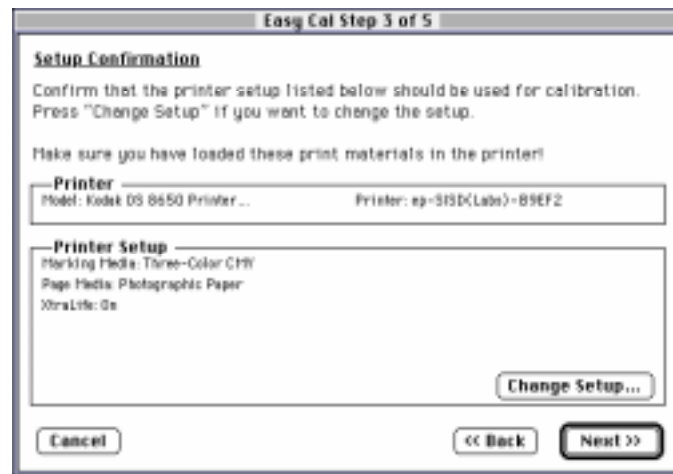 Easy Cal Step 3 of 5
Setup Confirmation
Confirm that the printer setup listed below should be used for calibration.
Press "Change Setup" if you want to change the setup.
Make sure you have loaded these print materials in the printer!
Printer
Model: Kodak DS 8650 Printer... Printer: ep-SISD(Labs)-B9EF2
Printer Setup
Marking Media: Three-Color CMY
Page Media: Photographic Paper
XtraLife: On
Change Setup...
Cancel << Back Next >>